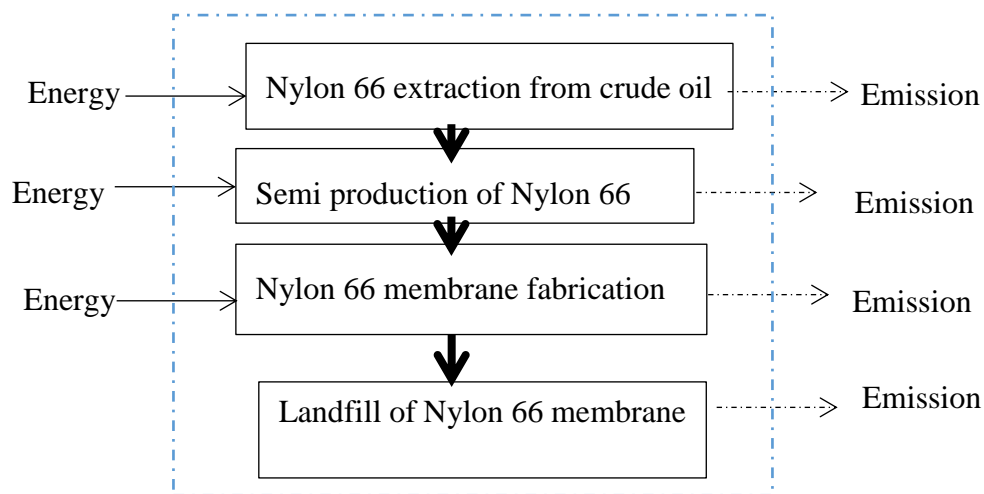 Energy
Nylon 66 extraction from crude oil
Emission
Energy
Semi production of Nylon 66
Emission
Energy
Nylon 66 membrane fabrication
Emission
Landfill of Nylon 66 membrane
Emission